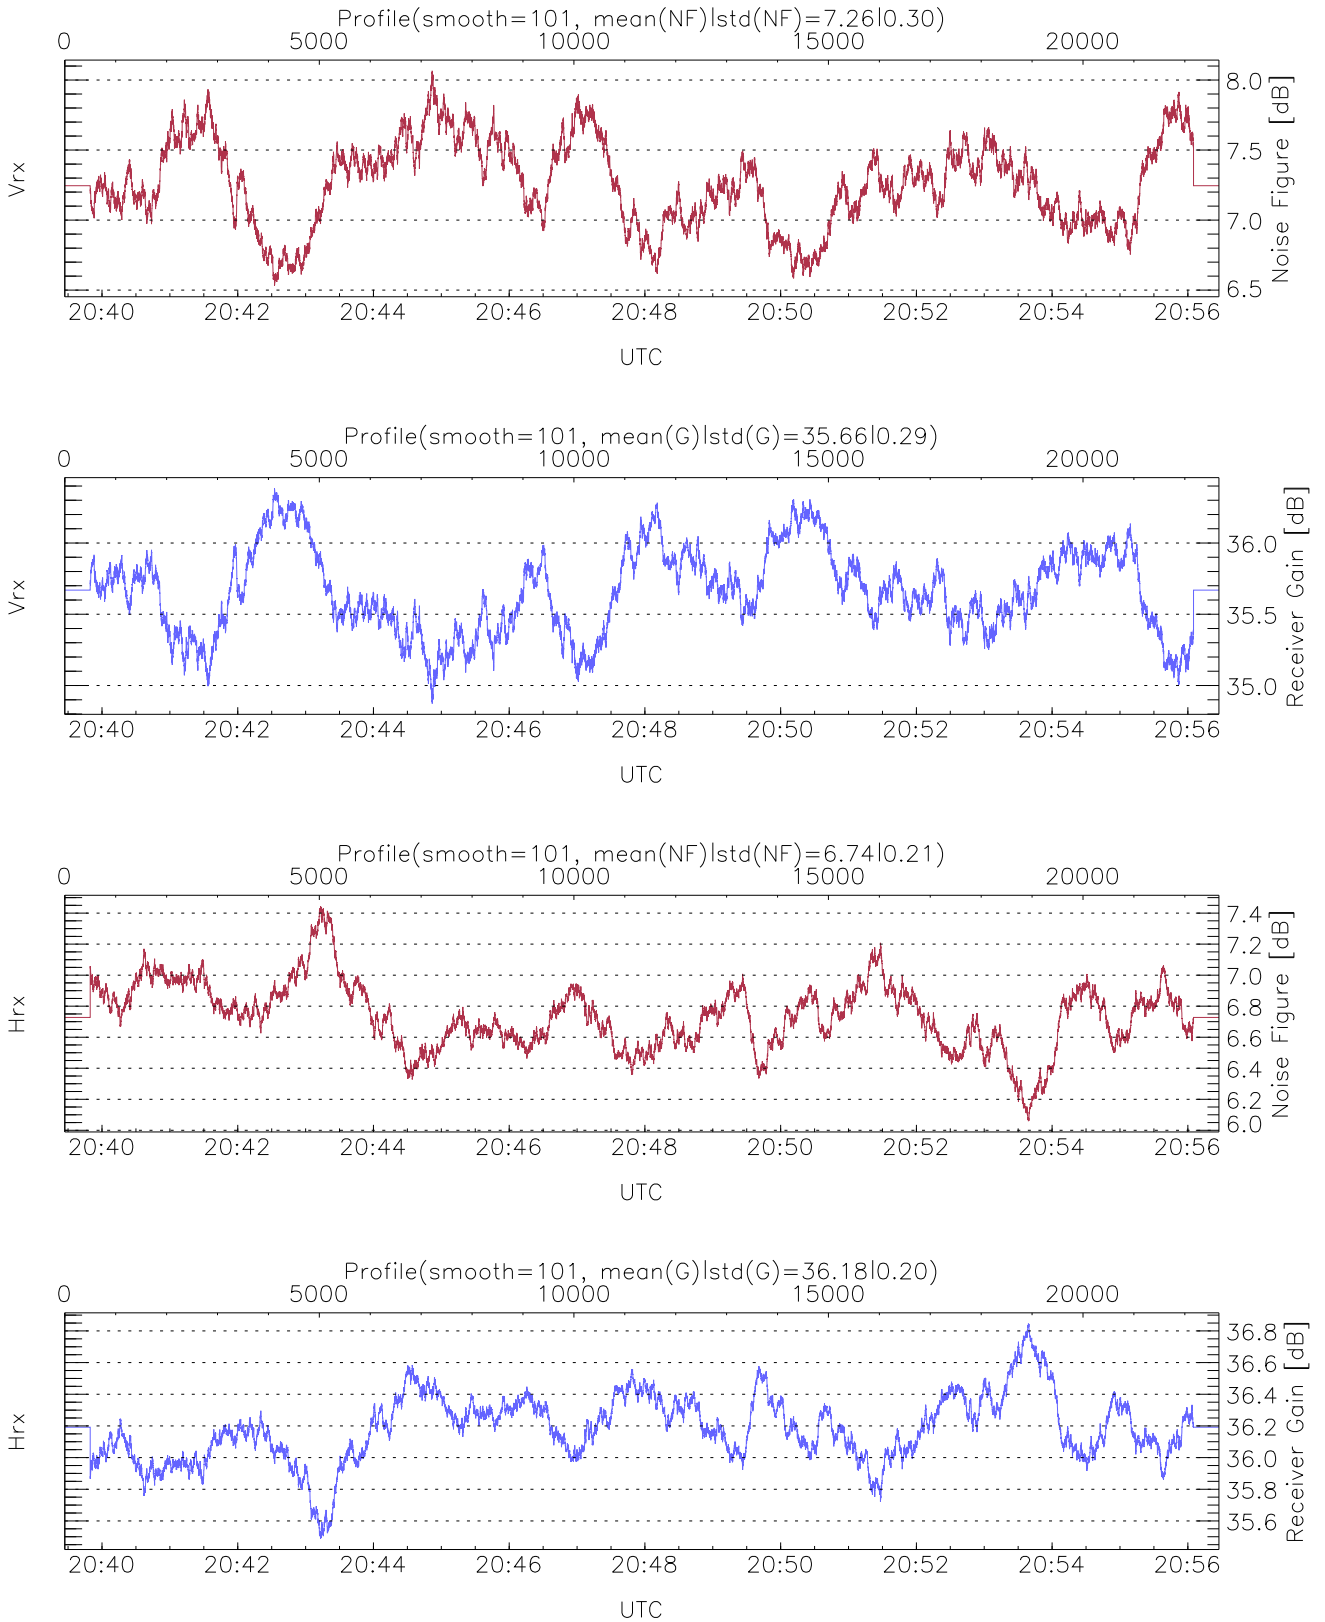 Profile(smooth=101, mean(NF)|std(NF)=7.26|0.30)
0 5000 10000 15000 20000
8.0
7.5
7.0
6.5
Vrx
Noise Figure [dB]
20:40 20:42 20:44 20:46 20:48 20:50 20:52 20:54 20:56
UTC
Profile(smooth=101, mean(G)|std(G)=35.66|0.29)
0 5000 10000 15000 20000
36.0
35.5
35.0
Vrx
Receiver Gain [dB]
20:40 20:42 20:44 20:46 20:48 20:50 20:52 20:54 20:56
UTC
Profile(smooth=101, mean(NF)|std(NF)=6.74|0.21)
0 5000 10000 15000 20000
7.4
7.2
7.0
6.8
6.6
6.4
6.2
6.0
Hrx
Noise Figure [dB]
20:40 20:42 20:44 20:46 20:48 20:50 20:52 20:54 20:56
UTC
Profile(smooth=101, mean(G)|std(G)=36.18|0.20)
0 5000 10000 15000 20000
36.8
36.6
36.4
36.2
36.0
35.8
35.6
Hrx
Receiver Gain [dB]
20:40 20:42 20:44 20:46 20:48 20:50 20:52 20:54 20:56
UTC